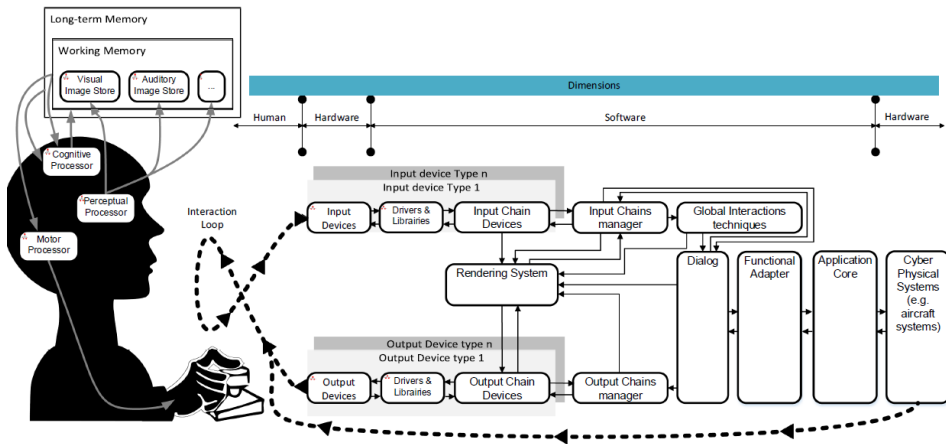 Long-term Memory
Working Memory
Visual
Image Store
Auditory
Image Store
...
Dimensions
Human
Hardware
Software
Hardware
Cognitive
Processor
Perceptual
Processor
Motor
Processor
Interaction
Loop
Input device Type n
Input device Type 1
Input
Devices
Drivers &
Librairies
Input Chain
Devices
Input Chains
manager
Global Interactions
techniques
Rendering System
Dialog
Functional
Adapter
Application
Core
Cyber
Physical
Systems
(e.g.
aircraft
systems)
Output Device type n
Output Device type 1
Output
Devices
Drivers &
Librairies
Output Chain
Devices
Output Chains
manager